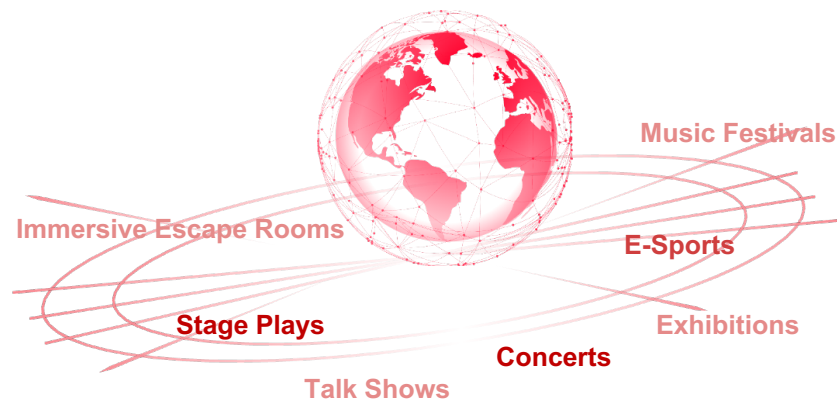 Music Festivals
Immersive Escape Rooms
E-Sports
Stage Plays
Exhibitions
Concerts
Talk Shows